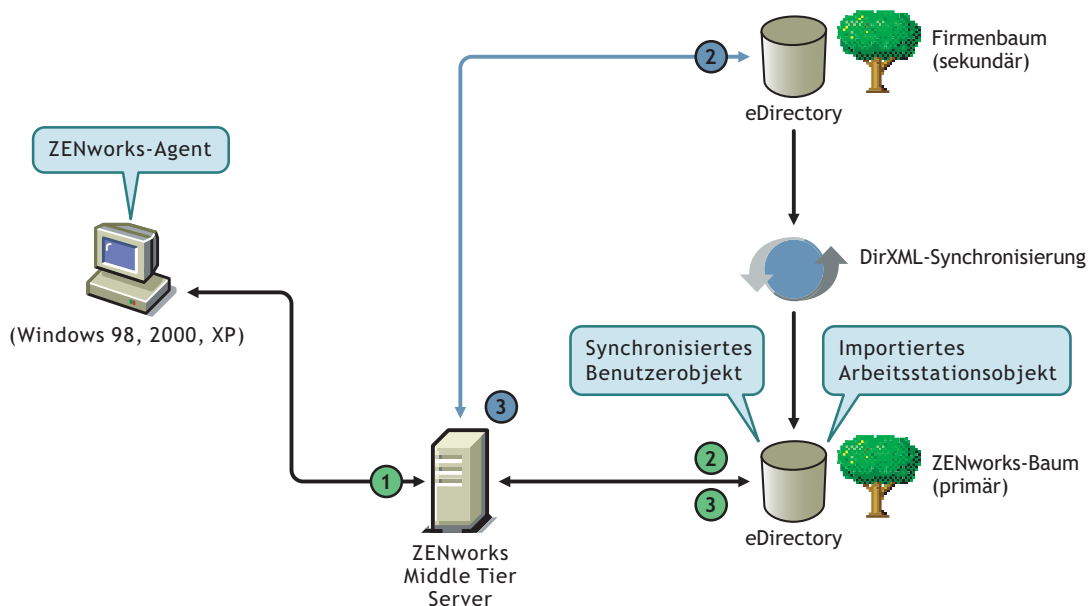 2
Firmenbaum
(sekundär)
eDirectory
ZENworks-Agent
DirXML-Synchronisierung
(Windows 98, 2000, XP)
Synchronisiertes
Benutzerobjekt
Importiertes
Arbeitsstationsobjekt
3
1
2
3
ZENworks-Baum
(primär)
eDirectory
ZENworks
Middle Tier
Server